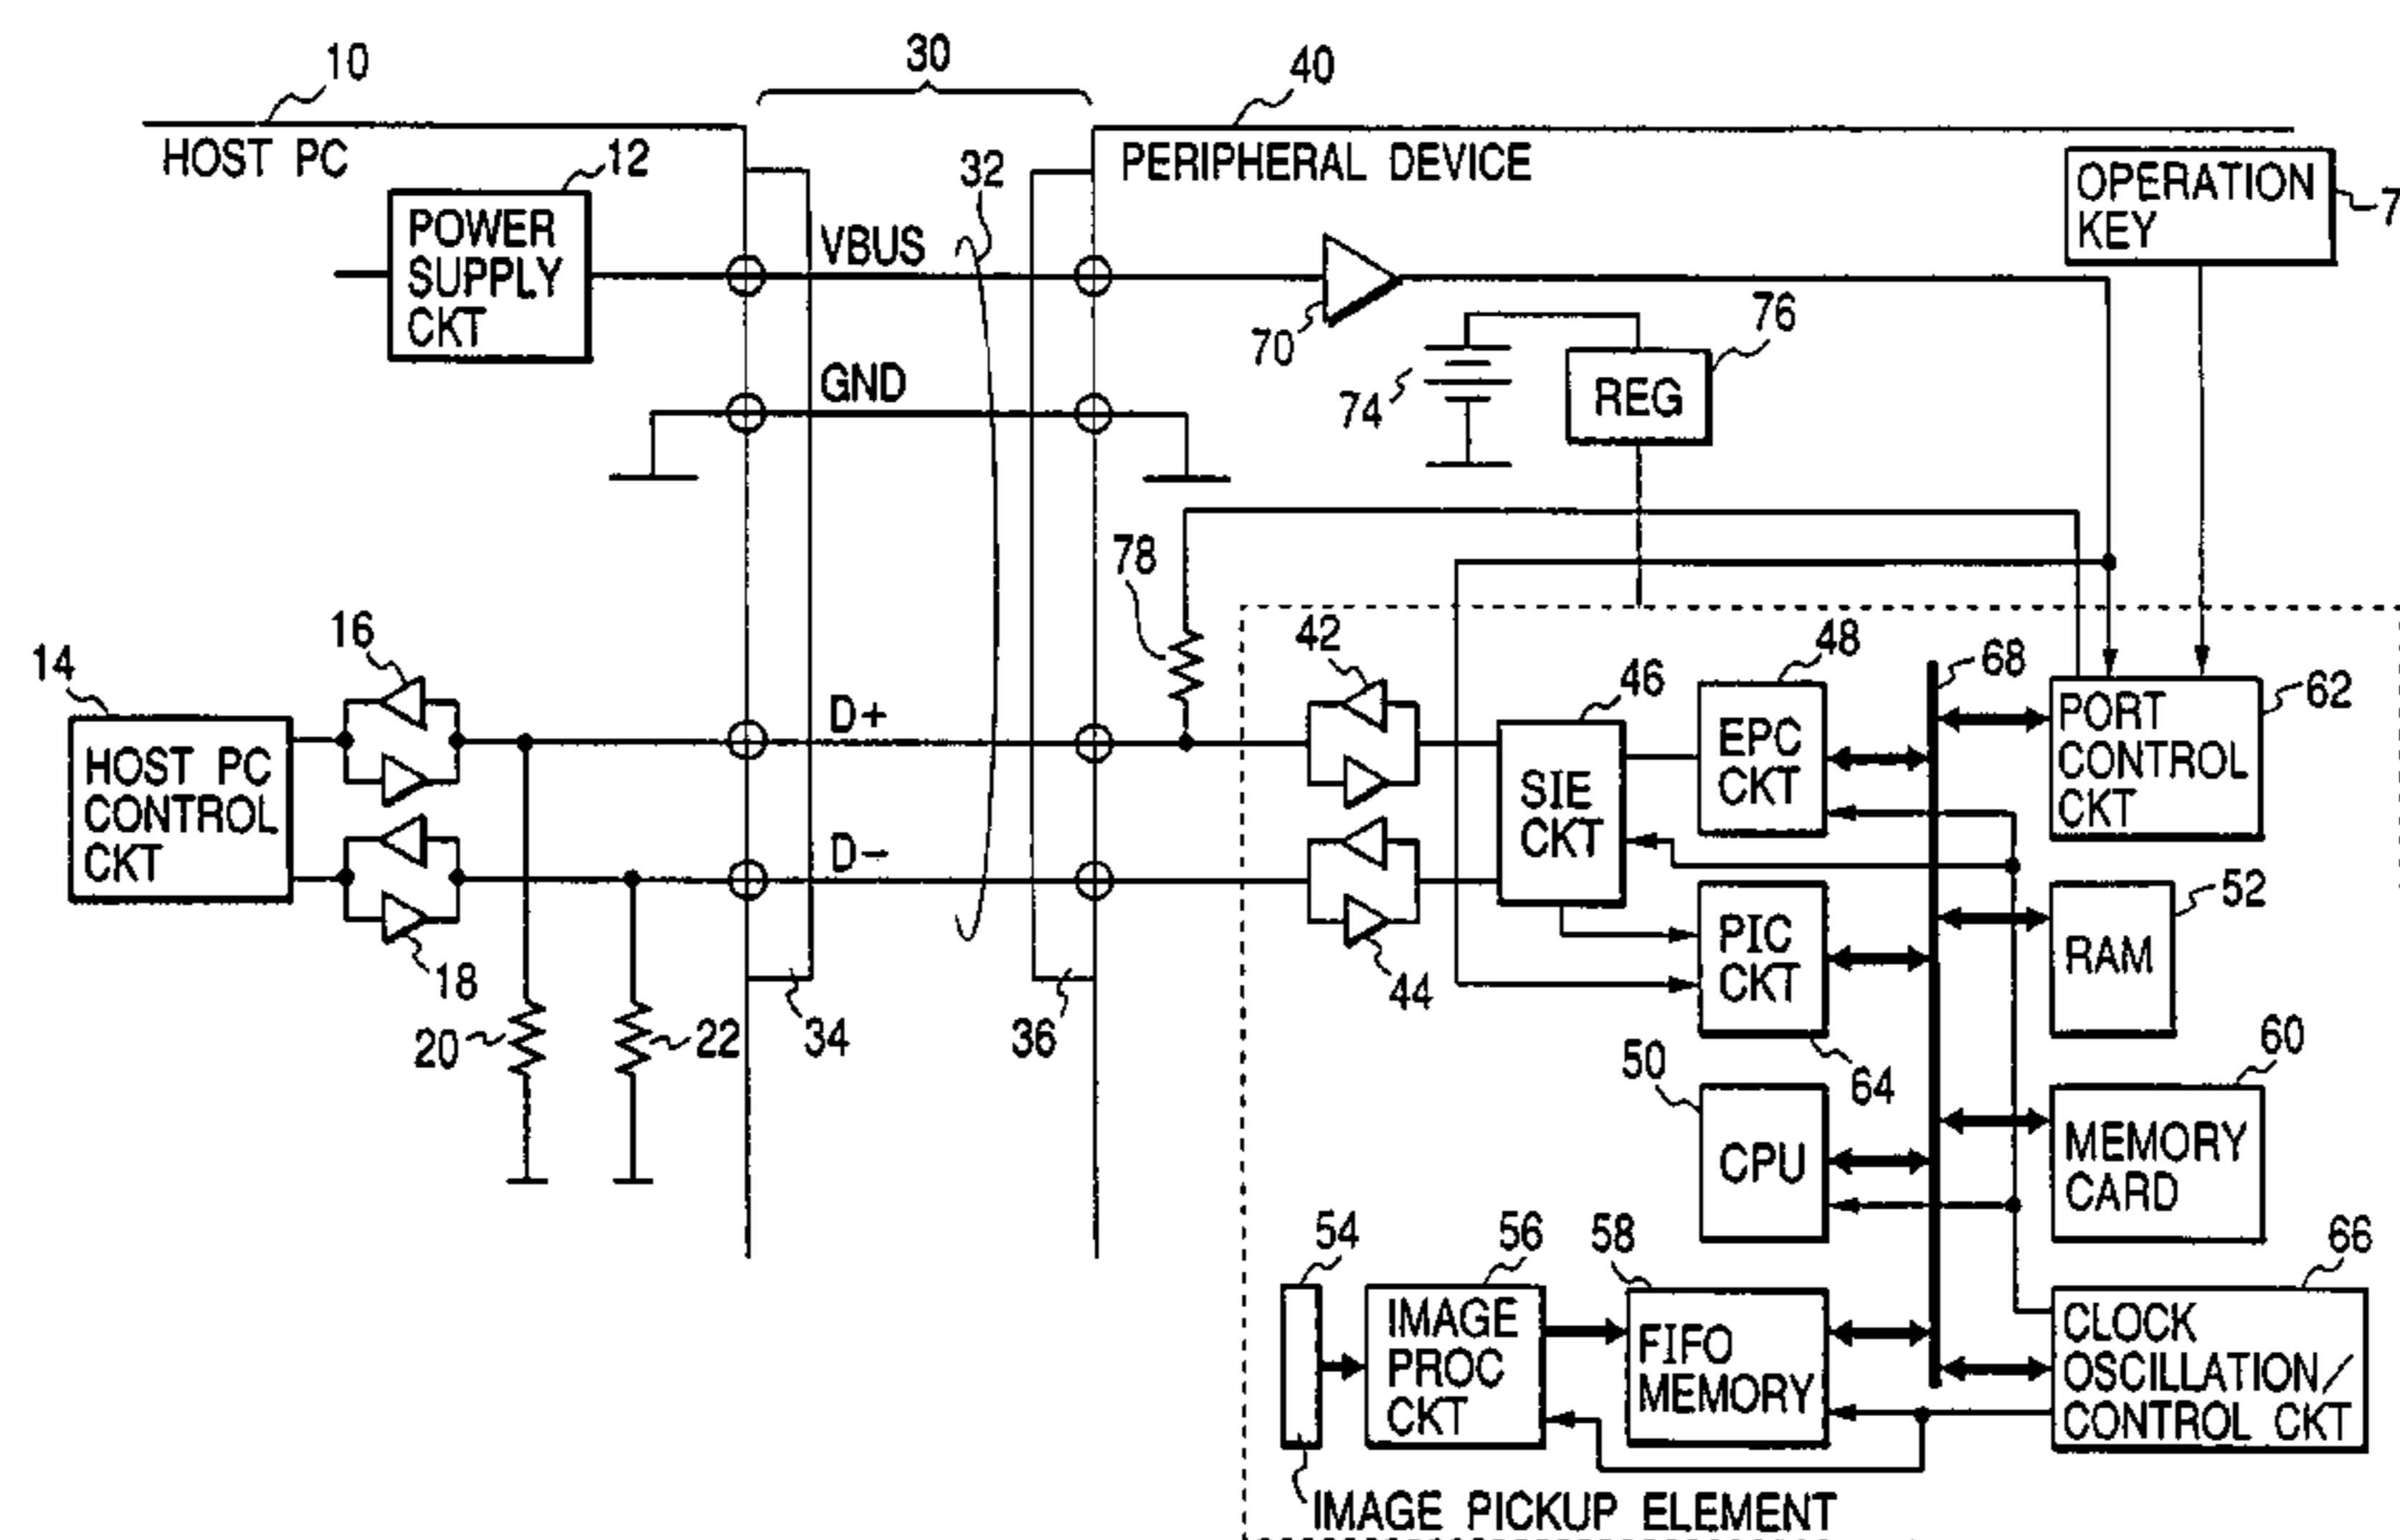 10
30
40
HOST PC
12
32
PERIPHERAL DEVICE
OPERATION
KEY
7
POWER
SUPPLY
CKT
VBUS
70
76
74
REG
GND
78
14
16
42
46
48
68
62
HOST PC
CONTROL
CKT
D+
SIE
CKT
EPC
CKT
PORT
CONTROL
CKT
D-
18
20
22
34
36
44
PIC
CKT
64
52
RAM
50
CPU
60
MEMORY
CARD
54
56
58
66
IMAGE
PROC
CKT
FIFO
MEMORY
CLOCK
OSCILLATION/
CONTROL CKT
IMAGE PICKUP ELEMENT